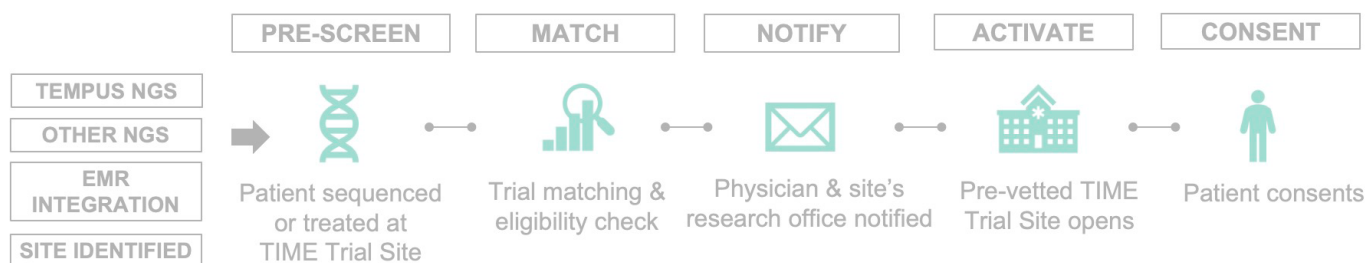 PRE-SCREEN
MATCH
NOTIFY
ACTIVATE
CONSENT
TEMPUS NGS
OTHER NGS
EMR
INTEGRATION
SITE IDENTIFIED
Patient sequenced
or treated at
TIME Trial Site
Trial matching &
eligibility check
Physician & site's
research office notified
Pre-vetted TIME
Trial Site opens
Patient consents